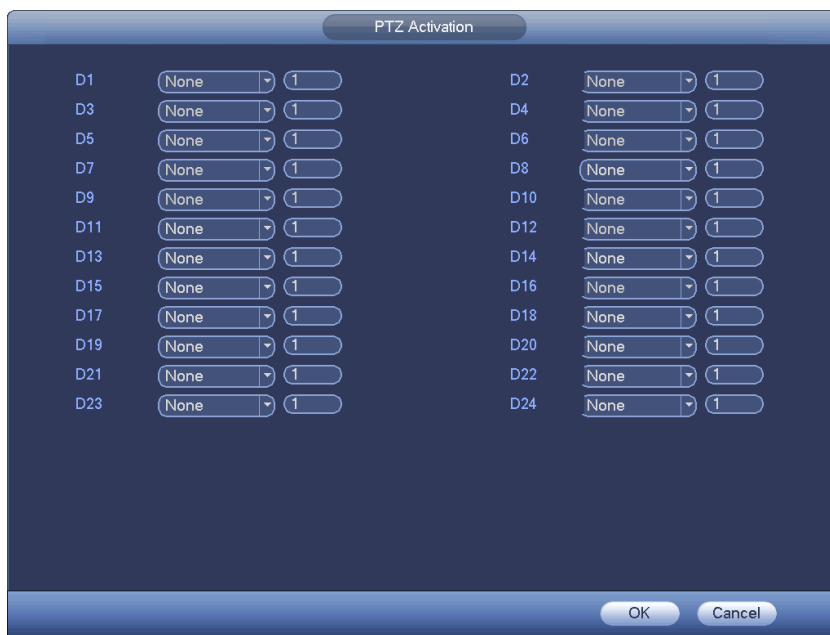 PTZ Activation
D1 None 1 D2 None 1
D3 None 1 D4 None 1
D5 None 1 D6 None 1
D7 None 1 D8 None 1
D9 None 1 D10 None 1
D11 None 1 D12 None 1
D13 None 1 D14 None 1
D15 None 1 D16 None 1
D17 None 1 D18 None 1
D19 None 1 D20 None 1
D21 None 1 D22 None 1
D23 None 1 D24 None 1
OK Cancel